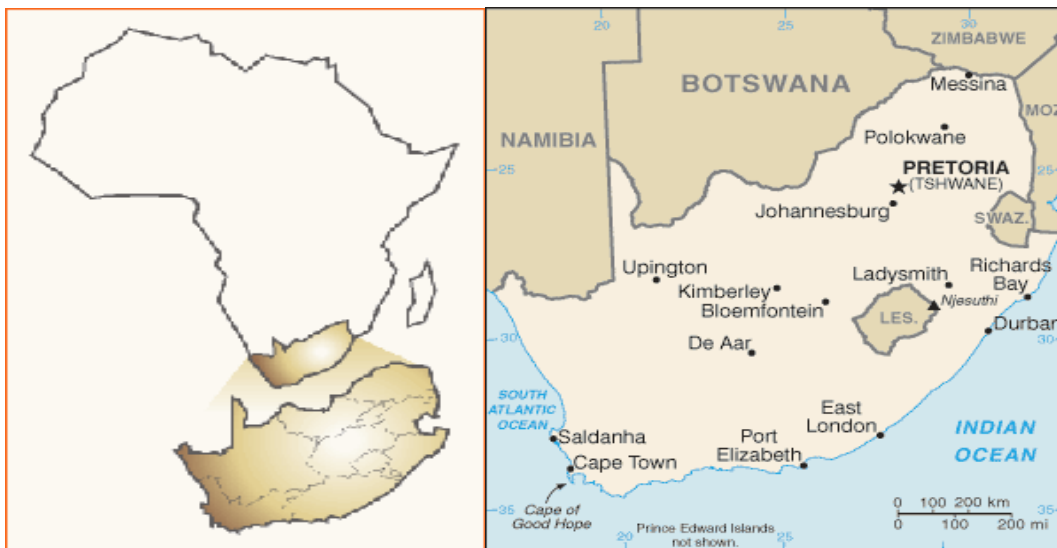 20
25
30
ZIMBABWE
BOTSWANA
Messina
NAMIBIA
MOZ
Polokwane
25
PRETORIA
25
(TSHWANE)
Johannesburg
SWAZ.
Upington
Ladysmith
Richards
Bay
Kimberley
Njesuthi
Bloemfontein
LES.
Durban
30
De Aar
30
SOUTH
ATLANTIC
OCEAN
East
London
INDIAN
OCEAN
Saldanha
Port
Elizabeth
Cape Town
Cape of
Good Hope
0 100 200 km
0 100 200 mi
35
35
Prince Edward Islands
not shown.
20
25
30